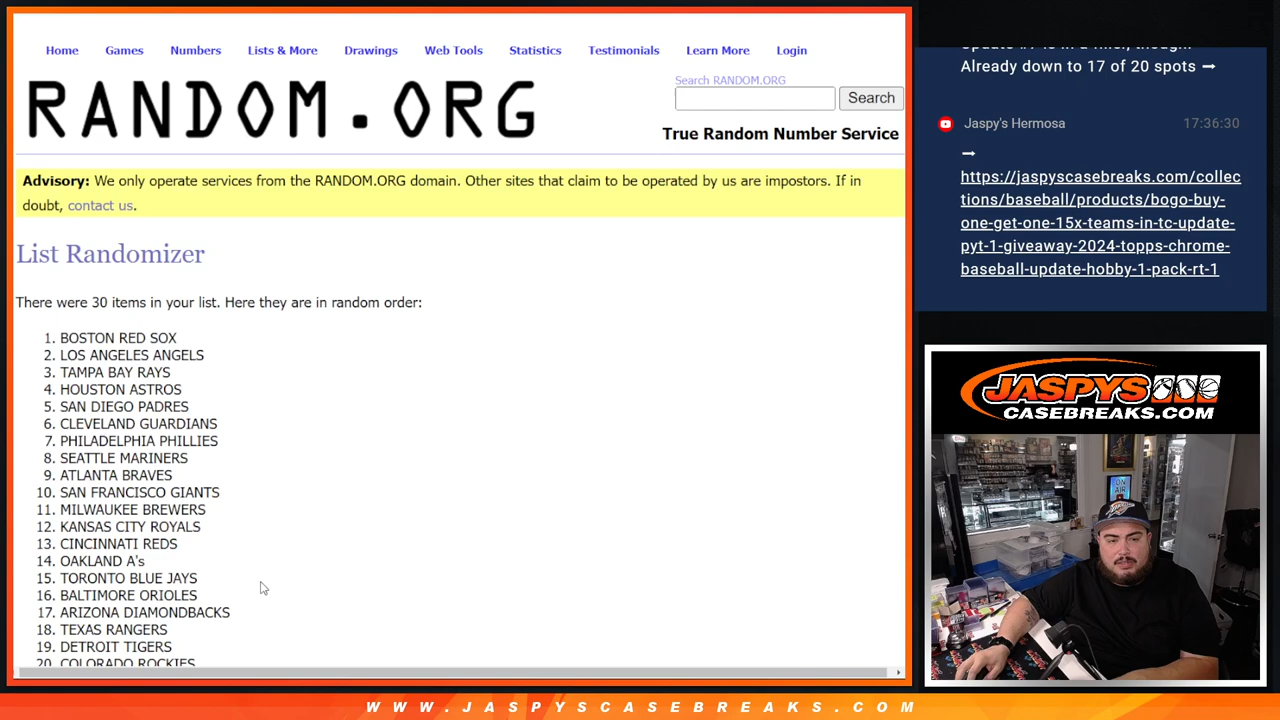 Home Games Numbers Lists & More Drawings Web Tools Statistics Testimonials Learn More Login
RANDOM.ORG
Search RANDOM.ORG
Search
True Random Number Service
Advisory: We only operate services from the RANDOM.ORG domain. Other sites that claim to be operated by us are impostors. If in
doubt, contact us.
List Randomizer
There were 30 items in your list. Here they are in random order:
1. BOSTON RED SOX
2. LOS ANGELES ANGELS
3. TAMPA BAY RAYS
4. HOUSTON ASTROS
5. SAN DIEGO PADRES
6. CLEVELAND GUARDIANS
7. PHILADELPHIA PHILLIES
8. SEATTLE MARINERS
9. ATLANTA BRAVES
10. SAN FRANCISCO GIANTS
11. MILWAUKEE BREWERS
12. KANSAS CITY ROYALS
13. CINCINNATI REDS
14. OAKLAND A's
15. TORONTO BLUE JAYS
16. BALTIMORE ORIOLES
17. ARIZONA DIAMONDBACKS
18. TEXAS RANGERS
19. DETROIT TIGERS
20. COLORADO ROCKIES
Already down to 17 of 20 spots →
Jaspy's Hermosa 17:36:30
→
https://jaspyscasebreaks.com/collec
tions/baseball/products/bogo-buy-
one-get-one-15x-teams-in-tc-update-
pyt-1-giveaway-2024-topps-chrome-
baseball-update-hobby-1-pack-rt-1
JASPYS
CASEBREAKS.COM
ON
AIR
WWW.JASPYSCASEBREAKS.COM